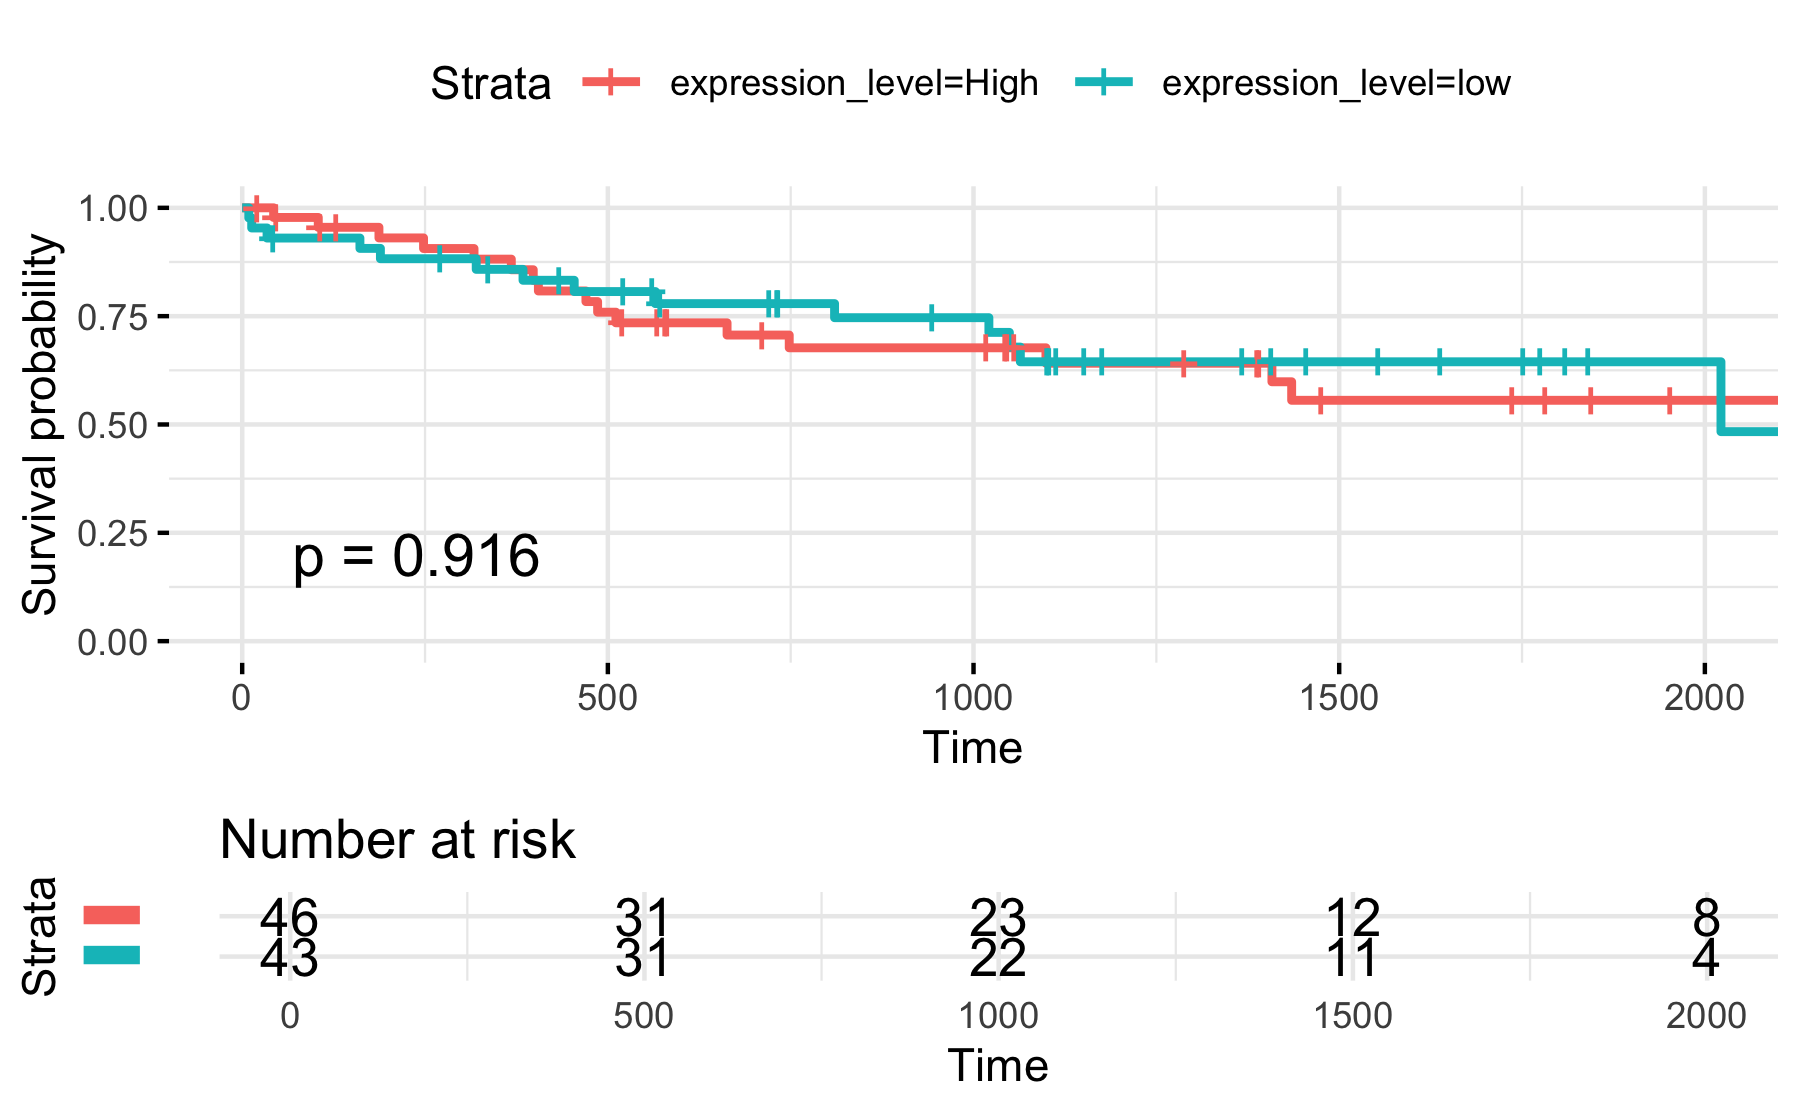 Strata expression_level=High expression_level=low
Survival probability
1.00
0.75
0.50
0.25
0.00
p = 0.916
0 500 1000 1500 2000
Time
Number at risk
Strata
46 31 23 12 8
43 31 22 11 4
0 500 1000 1500 2000
Time